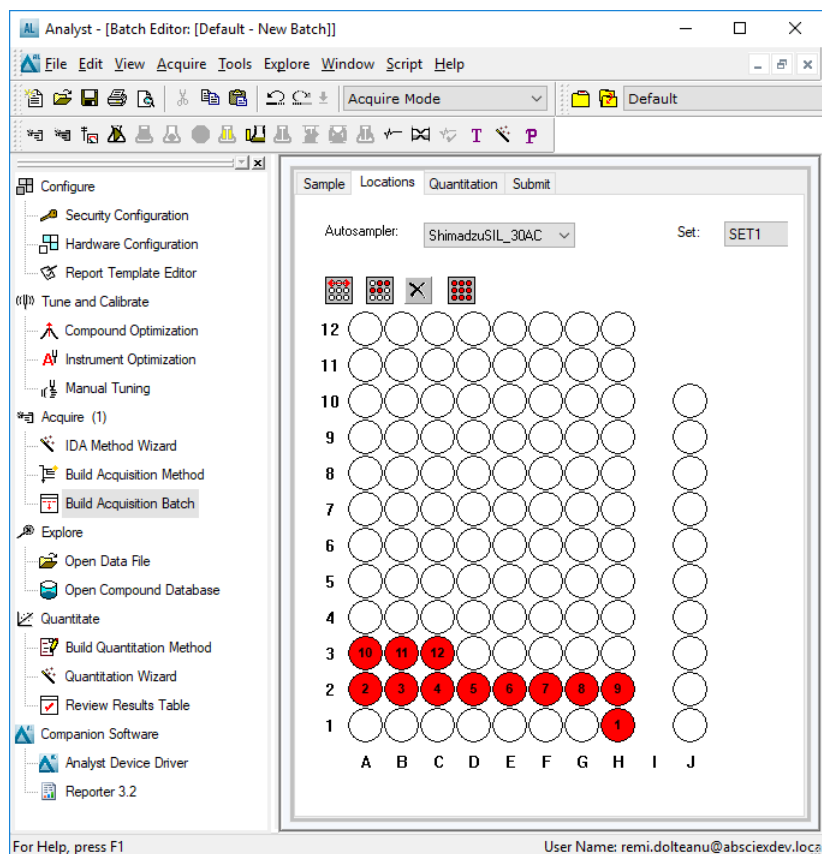 Analyst - [Batch Editor: [Default - New Batch]]
File Edit View Acquire Tools Explore Window Script Help
Acquire Mode Default
T P
Configure
Security Configuration
Hardware Configuration
Report Template Editor
Tune and Calibrate
Compound Optimization
Instrument Optimization
Manual Tuning
Acquire (1)
IDA Method Wizard
Build Acquisition Method
Build Acquisition Batch
Explore
Open Data File
Open Compound Database
Quantitate
Build Quantitation Method
Quantitation Wizard
Review Results Table
Companion Software
Analyst Device Driver
Reporter 3.2
Sample Locations Quantitation Submit
Autosampler: ShimadzuSIL_30AC Set: SET1
12
11
10
9
8
7
6
5
4
3 10 11 12
2 2 3 4 5 6 7 8 9
1 1
A B C D E F G H I J
For Help, press F1 User Name: remi.dolteanu@absciexdev.loca